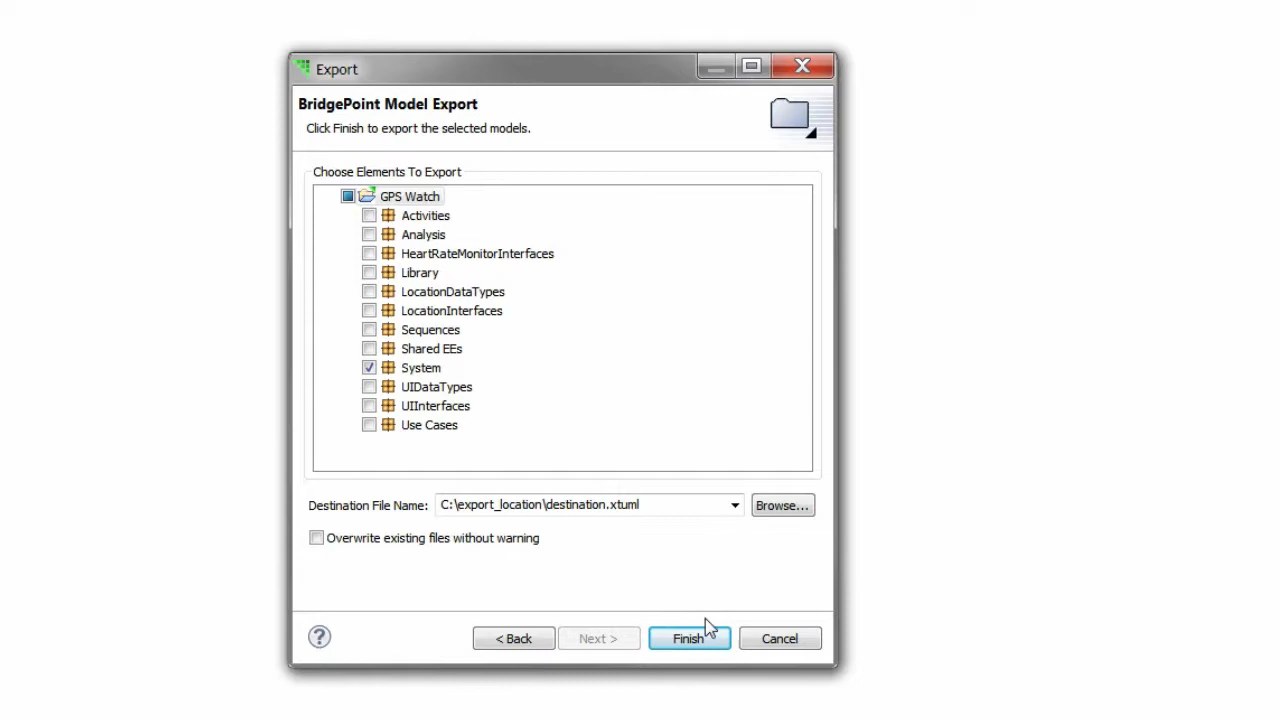 Export
BridgePoint Model Export
Click Finish to export the selected models.
Choose Elements To Export
GPS Watch
Activities
Analysis
HeartRateMonitorInterfaces
Library
LocationDataTypes
LocationInterfaces
Sequences
Shared EEs
System
UIDataTypes
UIInterfaces
Use Cases
Destination File Name: C:\export_location\destination.xtuml Browse...
Overwrite existing files without warning
? < Back Next > Finish Cancel